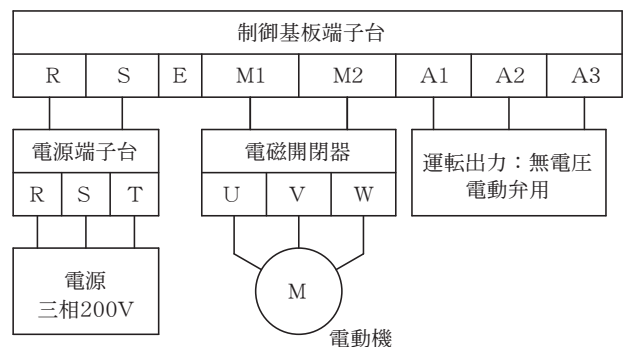 制御基板端子台
R S E M1 M2 A1 A2 A3
電源端子台
電磁開閉器
運転出力：無電圧
電動弁用
R S T
U V W
電源
三相200V
M
電動機